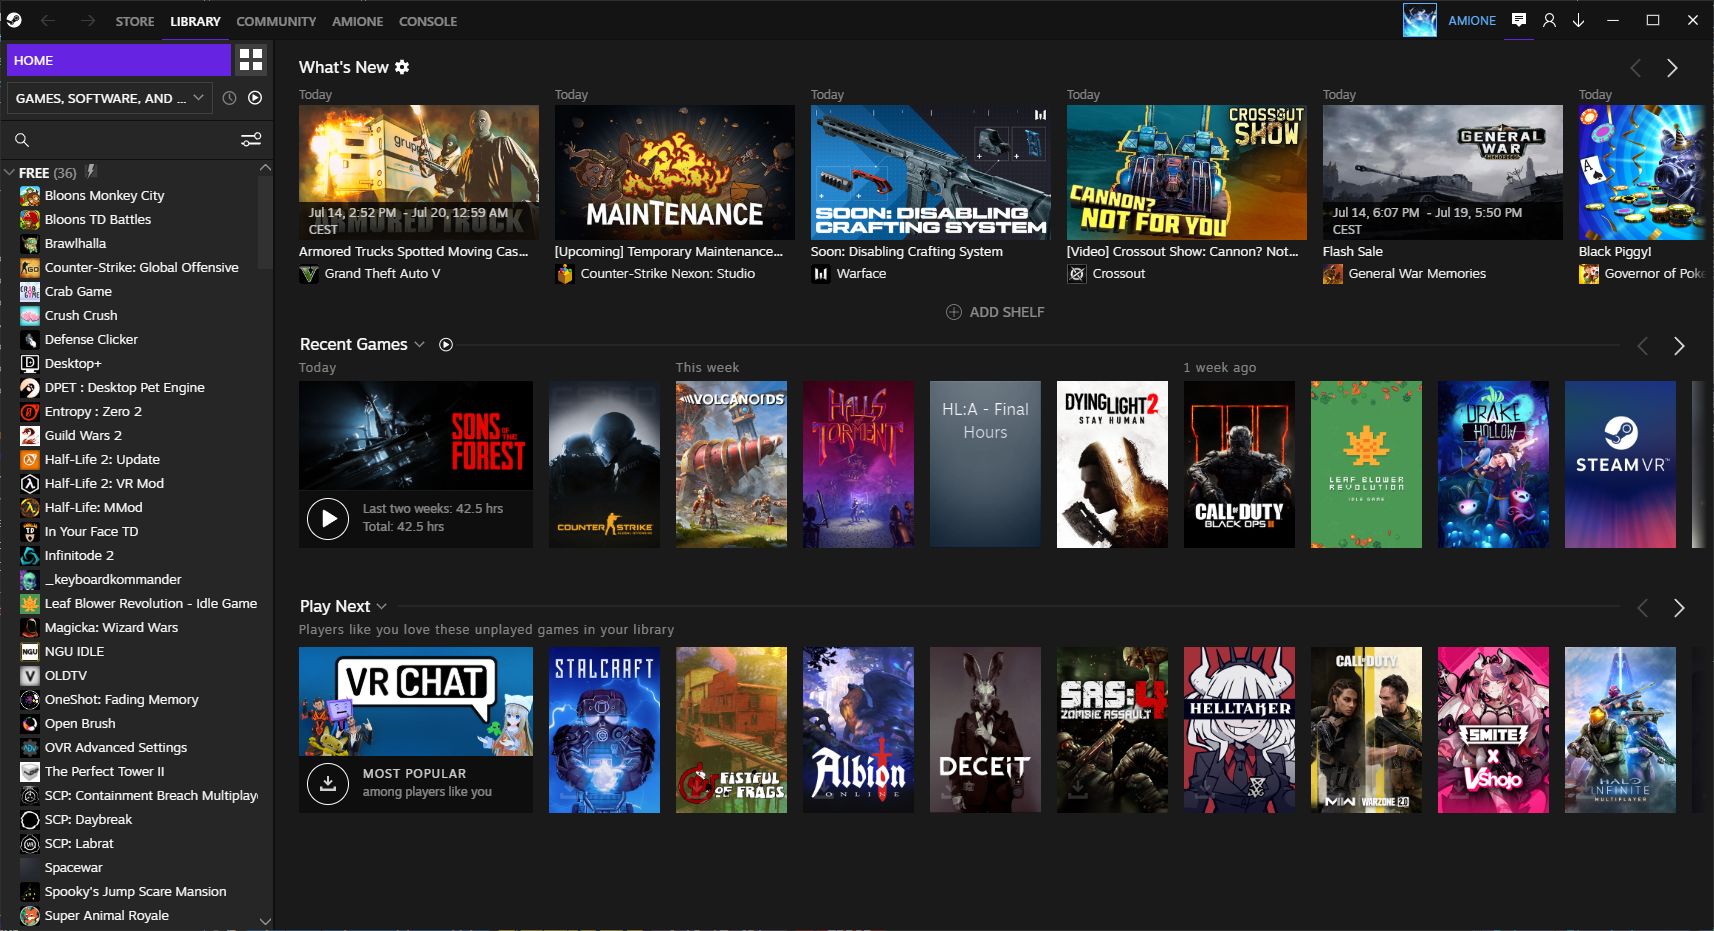 STORE LIBRARY COMMUNITY AMIONE CONSOLE
AMIONE
HOME
GAMES, SOFTWARE, AND ...
FREE (36)
Bloons Monkey City
Bloons TD Battles
Brawlhalla
Counter-Strike: Global Offensive
Crab Game
Crush Crush
Defense Clicker
Desktop+
DPET : Desktop Pet Engine
Entropy : Zero 2
Guild Wars 2
Half-Life 2: Update
Half-Life 2: VR Mod
Half-Life: MMod
In Your Face TD
Infinitode 2
_keyboardkommander
Leaf Blower Revolution - Idle Game
Magicka: Wizard Wars
NGU IDLE
OLDTV
OneShot: Fading Memory
Open Brush
OVR Advanced Settings
The Perfect Tower II
SCP: Containment Breach Multiplaye
SCP: Daybreak
SCP: Labrat
Spacewar
Spooky's Jump Scare Mansion
Super Animal Royale
What's New
Today
gruppe
ARMORED TRUCK
Jul 14, 2:52 PM - Jul 20, 12:59 AM
CEST
Armored Trucks Spotted Moving Cas...
Grand Theft Auto V
Today
MAINTENANCE
[Upcoming] Temporary Maintenance...
Counter-Strike Nexon: Studio
Today
SOON: DISABLING
CRAFTING SYSTEM
Soon: Disabling Crafting System
Warface
Today
CROSSOUT
SHOW
CANNON?
NOT FOR YOU
[Video] Crossout Show: Cannon? Not...
Crossout
Today
GENERAL
WAR
MEMORIES
Jul 14, 6:07 PM - Jul 19, 5:50 PM
CEST
Flash Sale
General War Memories
Today
A
Black Piggy!
Governor of Poke
ADD SHELF
Recent Games
Today
SONS
OF THE
FOREST
Last two weeks: 42.5 hrs
Total: 42.5 hrs
COUNTER STRIKE
This week
VOLCANOIDS
HALLS
OF
TORMENT
HL:A - Final
Hours
DYING LIGHT 2
STAY HUMAN
1 week ago
CALL OF DUTY
BLACK OPS III
LEAF BLOWER
REVOLUTION
IDLE GAME
DRAKE
HOLLOW
STEAMVR™
Play Next
Players like you love these unplayed games in your library
VR CHAT
MOST POPULAR
among players like you
STALCRAFT
FISTFUL
OF FRAGS
Albion
ONLINE
DECEIT
SAS:4
ZOMBIE ASSAULT
HELLTAKER
CALL OF DUTY
MWII WARZONE 2.0
SMITE
X
VShojo
HALO
INFINITE
MULTIPLAYER